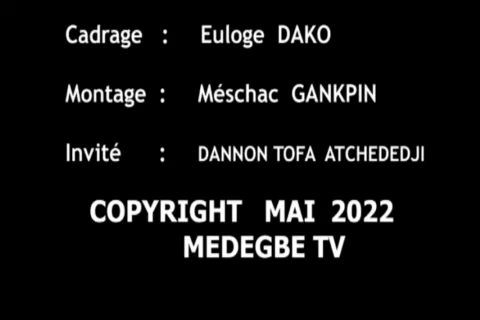 Cadrage : Euloge DAKO
Montage : Méschac GANKPIN
Invité : DANNON TOFA ATCHEDEDJI
COPYRIGHT MAI 2022
MEDEGBE TV